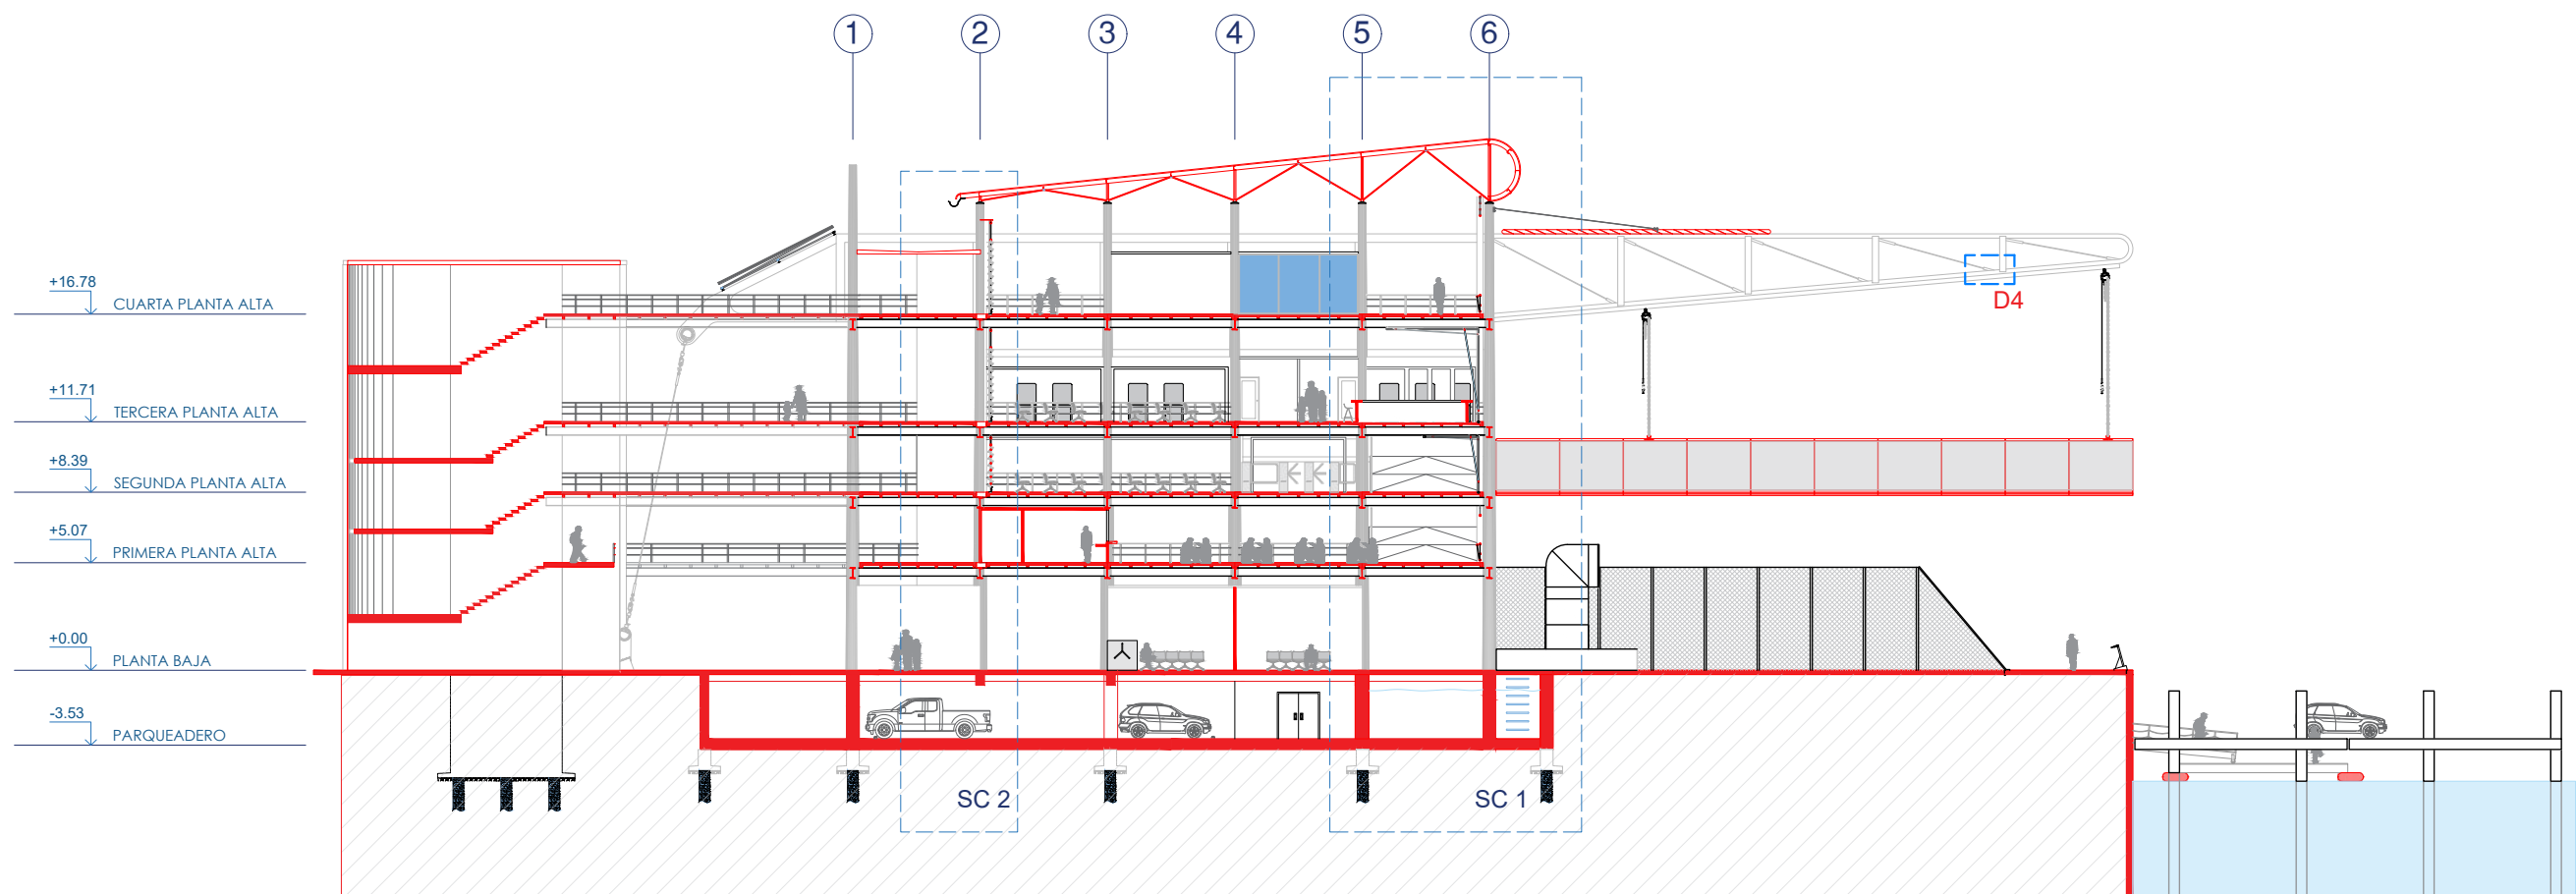 1 2 3 4 5 6
+16.78
CUARTA PLANTA ALTA
D4
+11.71
TERCERA PLANTA ALTA
+8.39
SEGUNDA PLANTA ALTA
+5.07
PRIMERA PLANTA ALTA
+0.00
PLANTA BAJA
-3.53
PARQUEADERO
SC 2
SC 1